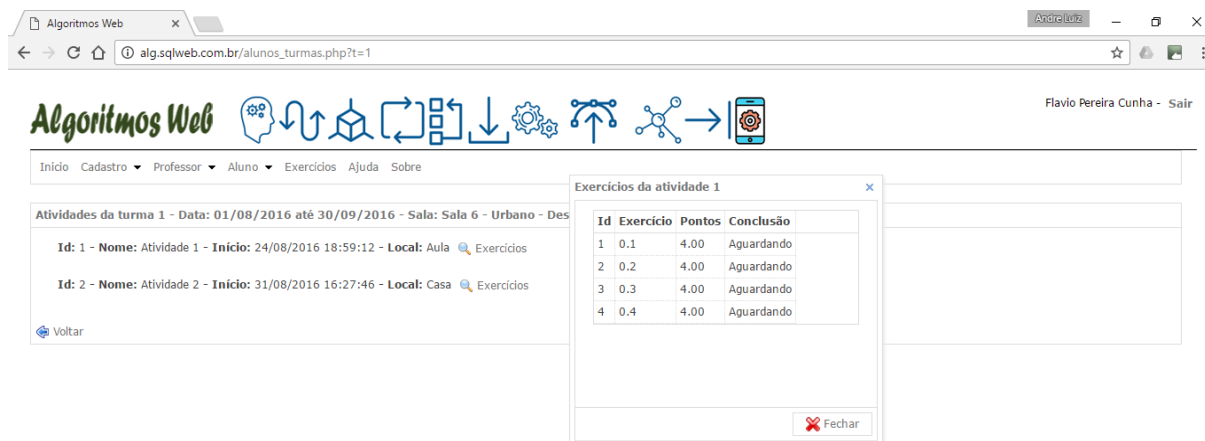 Algoritmos Web
Andre Luiz
alg.sqlweb.com.br/alunos_turmas.php?t=1
Algoritmos Web
Flavio Pereira Cunha - Sair
Inicio Cadastro Professor Aluno Exercícios Ajuda Sobre
Atividades da turma 1 - Data: 01/08/2016 até 30/09/2016 - Sala: Sala 6 - Urbano - Des
Id: 1 - Nome: Atividade 1 - Início: 24/08/2016 18:59:12 - Local: Aula Exercícios
Id: 2 - Nome: Atividade 2 - Início: 31/08/2016 16:27:46 - Local: Casa Exercícios
Voltar
Exercícios da atividade 1
Id Exercício Pontos Conclusão
1 0.1 4.00 Aguardando
2 0.2 4.00 Aguardando
3 0.3 4.00 Aguardando
4 0.4 4.00 Aguardando
Fechar